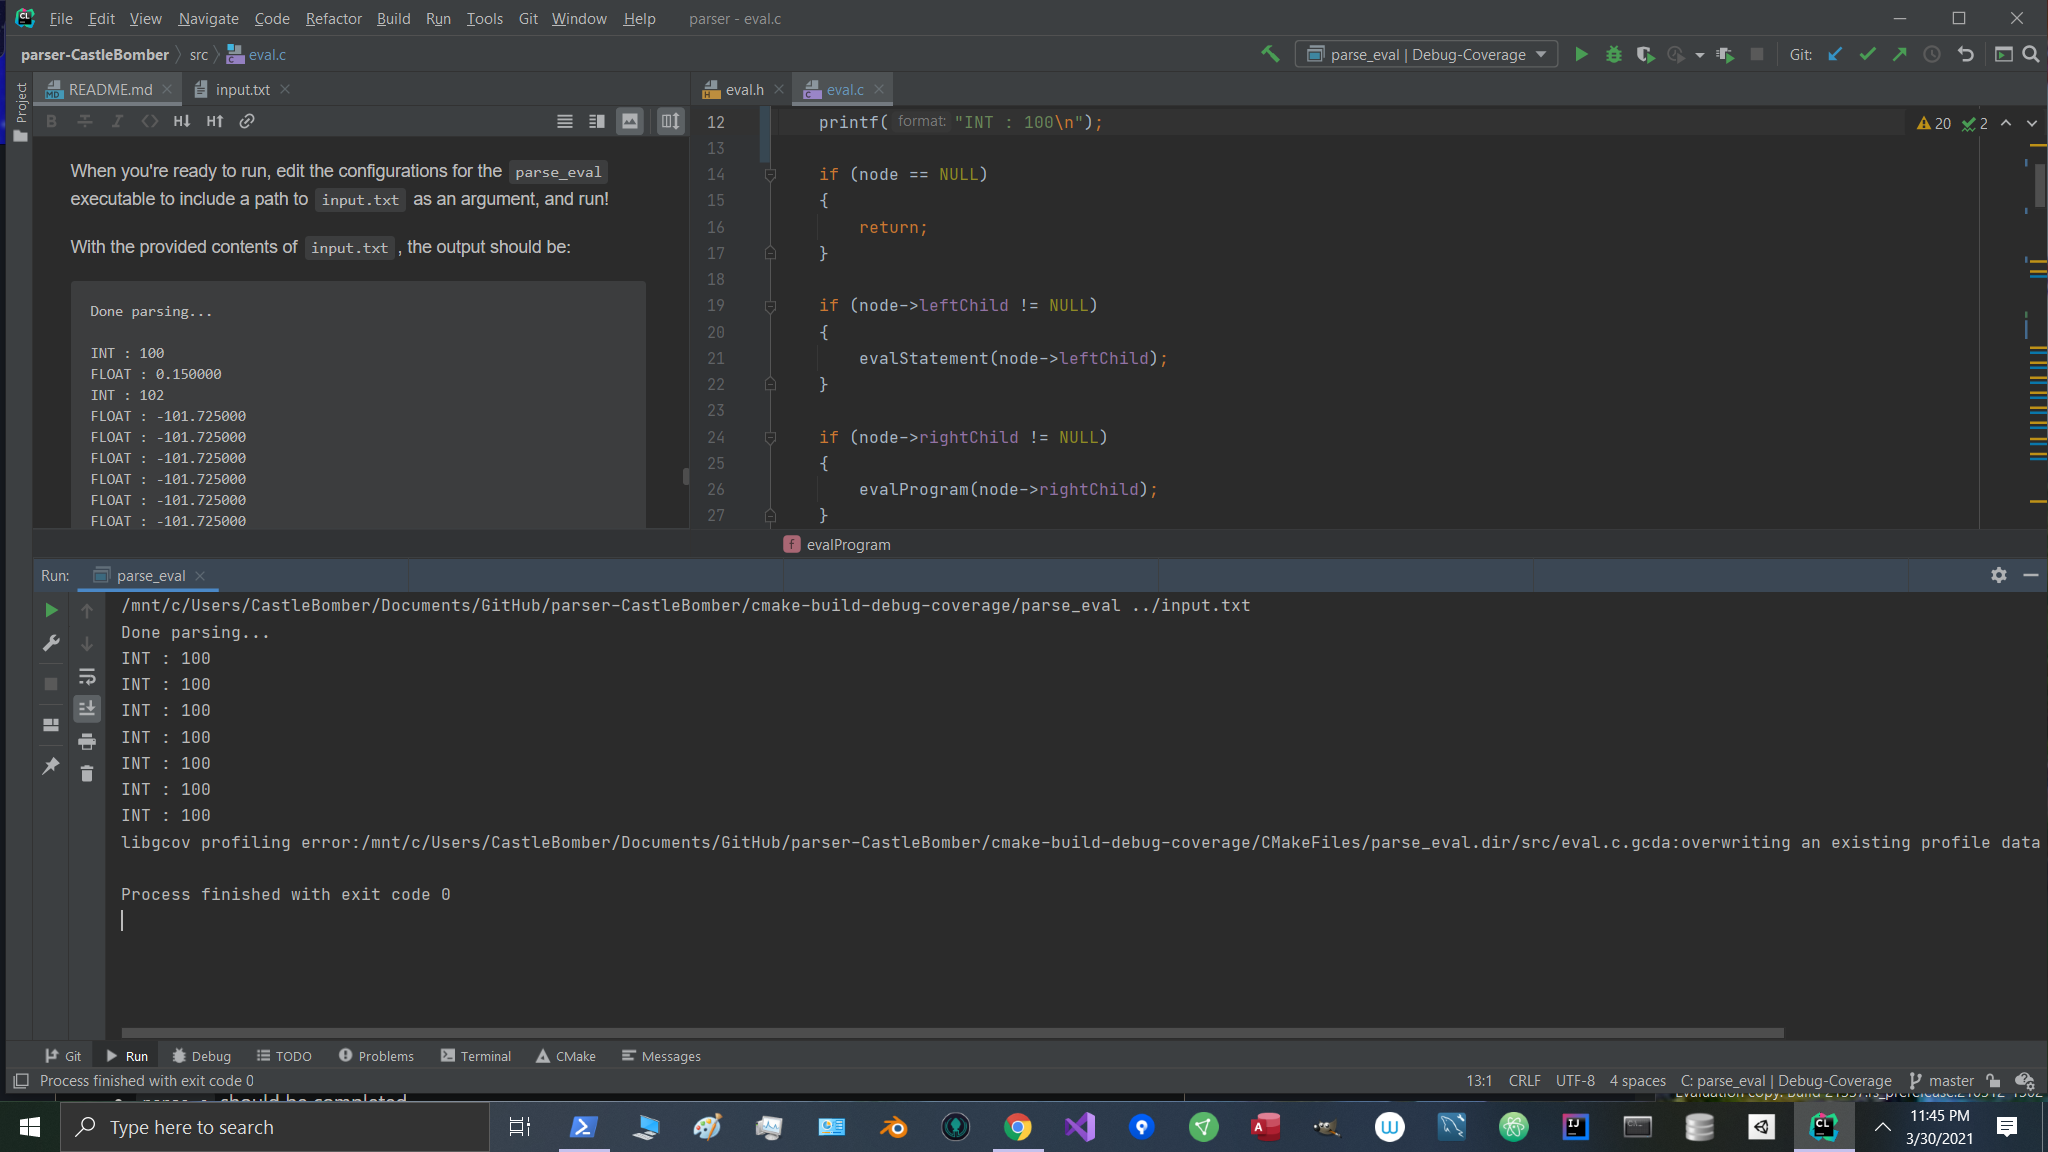 File Edit View Navigate Code Refactor Build Run Tools Git Window Help parser - eval.c
parser-CastleBomber src eval.c
parse_eval | Debug-Coverage Git:
Project
README.md input.txt
eval.h eval.c
B I <> H↓ H↑
When you're ready to run, edit the configurations for the parse_eval
executable to include a path to input.txt as an argument, and run!
With the provided contents of input.txt, the output should be:
Done parsing...
INT : 100
FLOAT : 0.150000
INT : 102
FLOAT : -101.725000
FLOAT : -101.725000
FLOAT : -101.725000
FLOAT : -101.725000
FLOAT : -101.725000
FLOAT : -101.725000
12 printf( format: "INT : 100\n");
20 2
13
14 if (node == NULL)
15 {
16 return;
17 }
18
19 if (node->leftChild != NULL)
20 {
21 evalStatement(node->leftChild);
22 }
23
24 if (node->rightChild != NULL)
25 {
26 evalProgram(node->rightChild);
27 }
f evalProgram
Run: parse_eval
/mnt/c/Users/CastleBomber/Documents/GitHub/parser-CastleBomber/cmake-build-debug-coverage/parse_eval ../input.txt
Done parsing...
INT : 100
INT : 100
INT : 100
INT : 100
INT : 100
INT : 100
INT : 100
libgcov profiling error:/mnt/c/Users/CastleBomber/Documents/GitHub/parser-CastleBomber/cmake-build-debug-coverage/CMakeFiles/parse_eval.dir/src/eval.c.gcda:overwriting an existing profile data
Process finished with exit code 0
Git Run Debug TODO Problems Terminal CMake Messages
Process finished with exit code 0
13:1 CRLF UTF-8 4 spaces C: parse_eval | Debug-Coverage master
should be completed
Type here to search
11:45 PM
3/30/2021